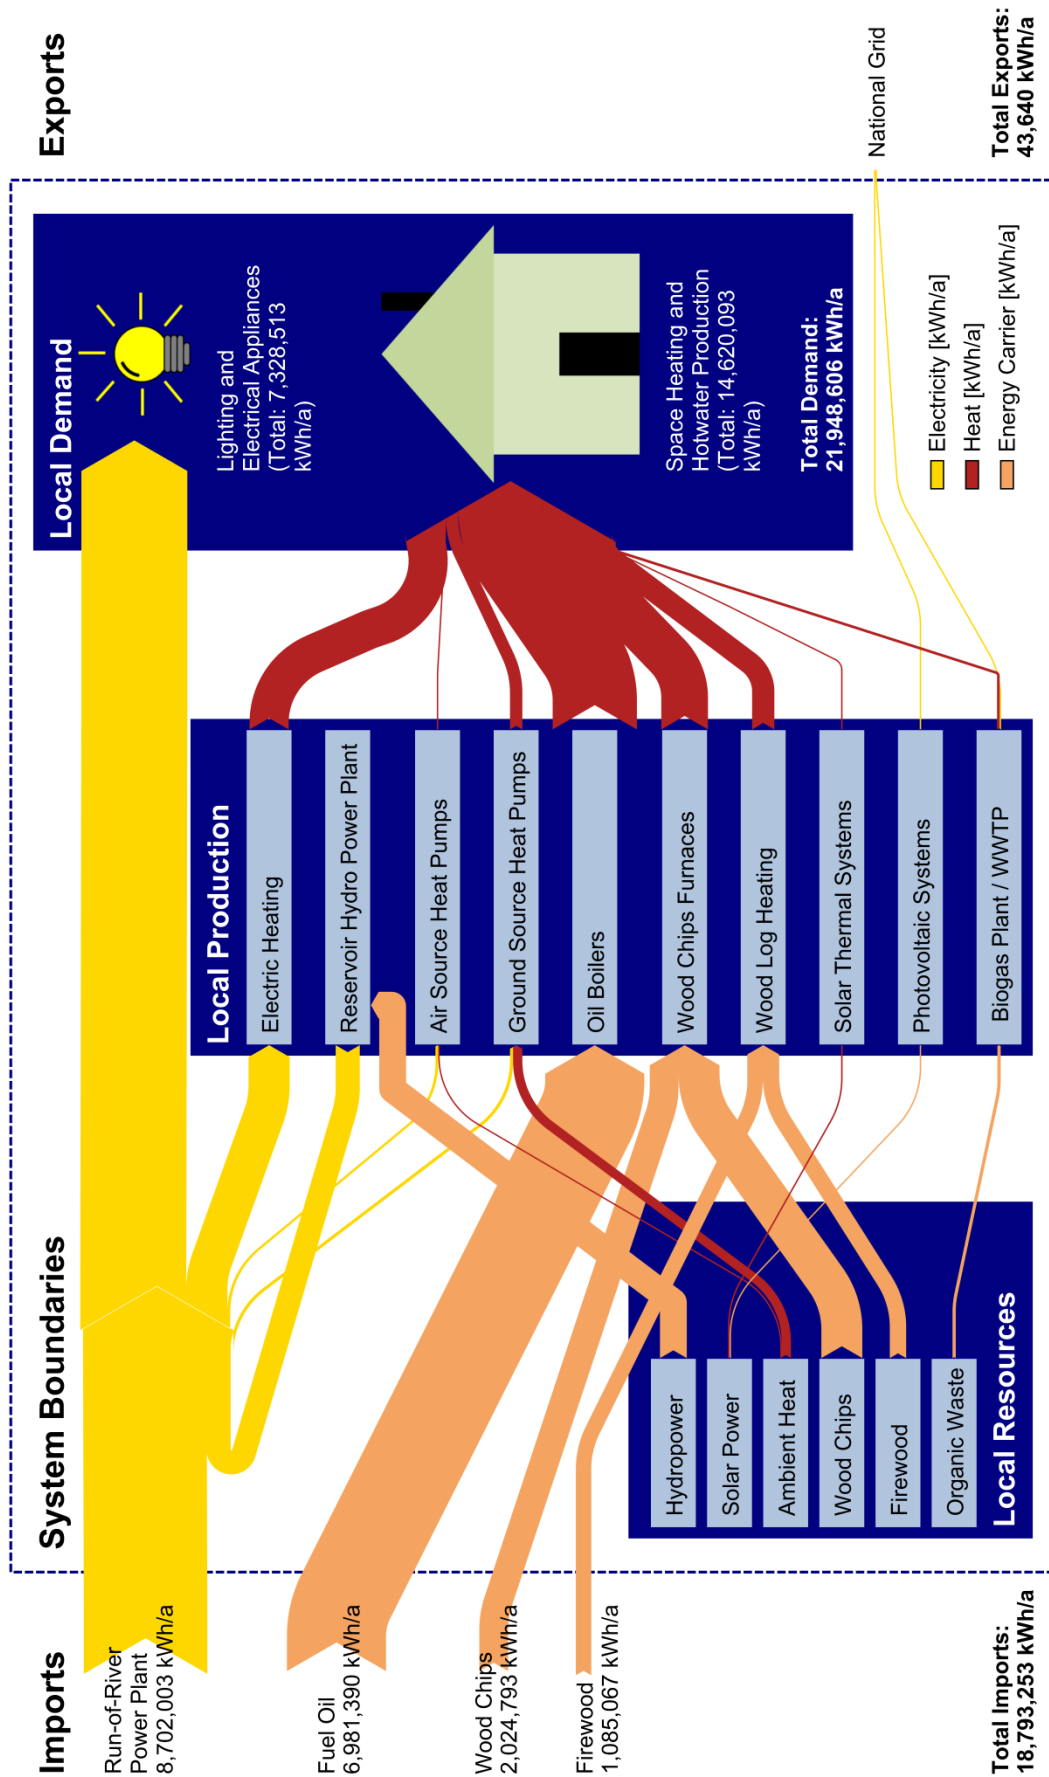 Imports
System Boundaries
Exports
Run-of-River
Power Plant
8,702,003 kWh/a
Fuel Oil
6,981,390 kWh/a
Wood Chips
2,024,793 kWh/a
Firewood
1,085,067 kWh/a
Total Imports:
18,793,253 kWh/a
Hydropower
Solar Power
Ambient Heat
Wood Chips
Firewood
Organic Waste
Local Resources
Local Production
Electric Heating
Reservoir Hydro Power Plant
Air Source Heat Pumps
Ground Source Heat Pumps
Oil Boilers
Wood Chips Furnaces
Wood Log Heating
Solar Thermal Systems
Photovoltaic Systems
Biogas Plant / WWTP
Local Demand
Lighting and
Electrical Appliances
(Total: 7,328,513
kWh/a)
Space Heating and
Hotwater Production
(Total: 14,620,093
kWh/a)
Total Demand:
21,948,606 kWh/a
Electricity [kWh/a]
Heat [kWh/a]
Energy Carrier [kWh/a]
National Grid
Total Exports:
43,640 kWh/a